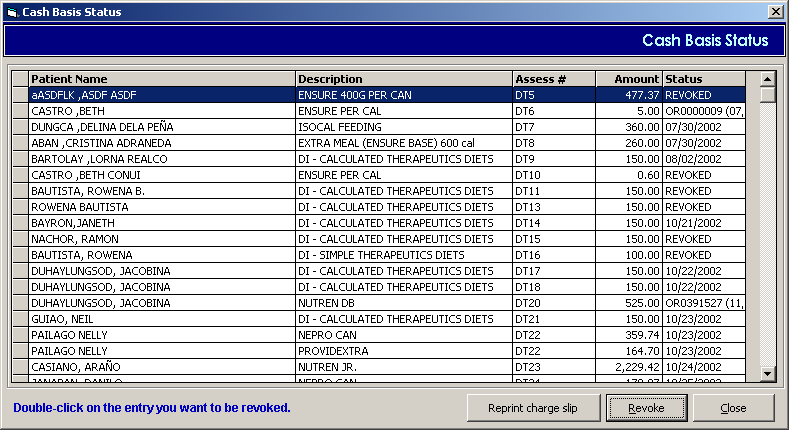 Cash Basis Status
Cash Basis Status
Patient Name Description Assess # Amount Status
aASDFLK ,ASDF ASDF ENSURE 400G PER CAN DT5 477.37 REVOKED
CASTRO ,BETH ENSURE PER CAL DT6 5.00 OR0000009 (07,
DUNGCA ,DELINA DELA PEÑA ISOCAL FEEDING DT7 360.00 07/30/2002
ABAN ,CRISTINA ADRANEDA EXTRA MEAL (ENSURE BASE) 600 cal DT8 260.00 07/30/2002
BARTOLAY ,LORNA REALCO DI - CALCULATED THERAPEUTICS DIETS DT9 150.00 08/02/2002
CASTRO ,BETH CONUI ENSURE PER CAL DT10 0.60 REVOKED
BAUTISTA, ROWENA B. DI - CALCULATED THERAPEUTICS DIETS DT11 150.00 REVOKED
ROWENA BAUTISTA DI - CALCULATED THERAPEUTICS DIETS DT13 150.00 REVOKED
BAYRON,JANETH DI - CALCULATED THERAPEUTICS DIETS DT14 150.00 10/21/2002
NACHOR, RAMON DI - CALCULATED THERAPEUTICS DIETS DT15 150.00 REVOKED
BAUTISTA, ROWENA DI - SIMPLE THERAPEUTICS DIETS DT16 100.00 REVOKED
DUHAYLUNGSOD, JACOBINA DI - CALCULATED THERAPEUTICS DIETS DT17 150.00 10/22/2002
DUHAYLUNGSOD, JACOBINA DI - CALCULATED THERAPEUTICS DIETS DT18 150.00 10/22/2002
DUHAYLUNGSOD, JACOBINA NUTREN DB DT20 525.00 OR0391527 (11,
GUIAO, NEIL DI - CALCULATED THERAPEUTICS DIETS DT21 150.00 10/23/2002
PAILAGO NELLY NEPRO CAN DT22 359.74 10/23/2002
PAILAGO NELLY PROVIDEXTRA DT22 164.70 10/23/2002
CASIANO, ARAÑO NUTREN JR. DT23 2,229.42 10/24/2002
NEPRO CAN DT24
Double-click on the entry you want to be revoked.
Reprint charge slip Revoke Close